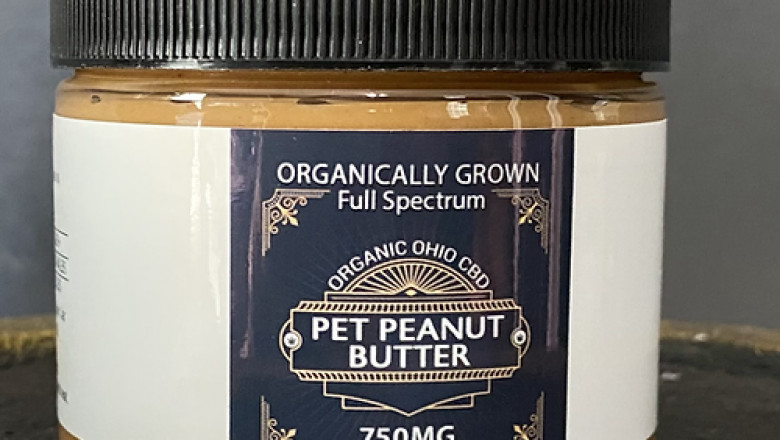 ORGANICALLY GROWN
Full Spectrum
ORGANIC OHIO CBD
PET PEANUT
BUTTER
750MG